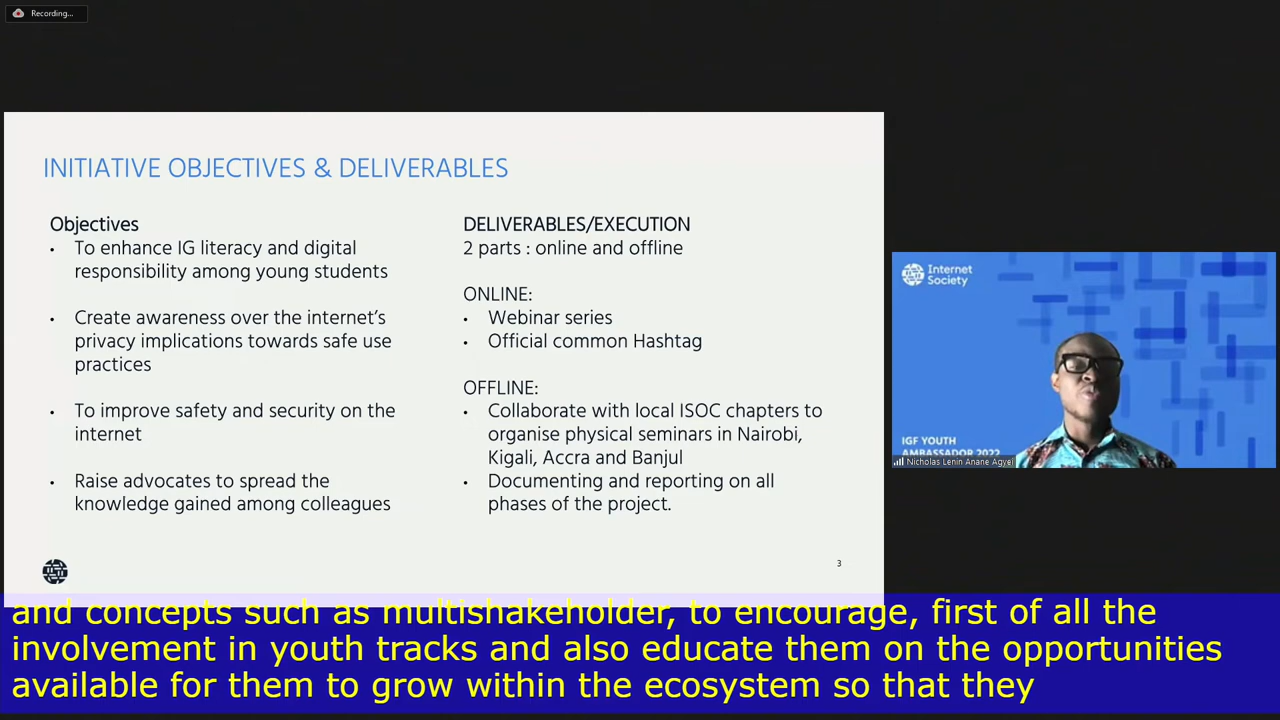 Recording...
INITIATIVE OBJECTIVES & DELIVERABLES
Objectives
• To enhance IG literacy and digital
responsibility among young students
• Create awareness over the internet's
privacy implications towards safe use
practices
• To improve safety and security on the
internet
• Raise advocates to spread the
knowledge gained among colleagues
DELIVERABLES/EXECUTION
2 parts : online and offline
ONLINE:
• Webinar series
• Official common Hashtag
OFFLINE:
• Collaborate with local ISOC chapters to
organise physical seminars in Nairobi,
Kigali, Accra and Banjul
• Documenting and reporting on all
phases of the project.
3
Internet
Society
IGF YOUTH
AMBASSADOR 2022
Nicholas Lenin Anane Agyei
and concepts such as multishakeholder, to encourage, first of all the
involvement in youth tracks and also educate them on the opportunities
available for them to grow within the ecosystem so that they